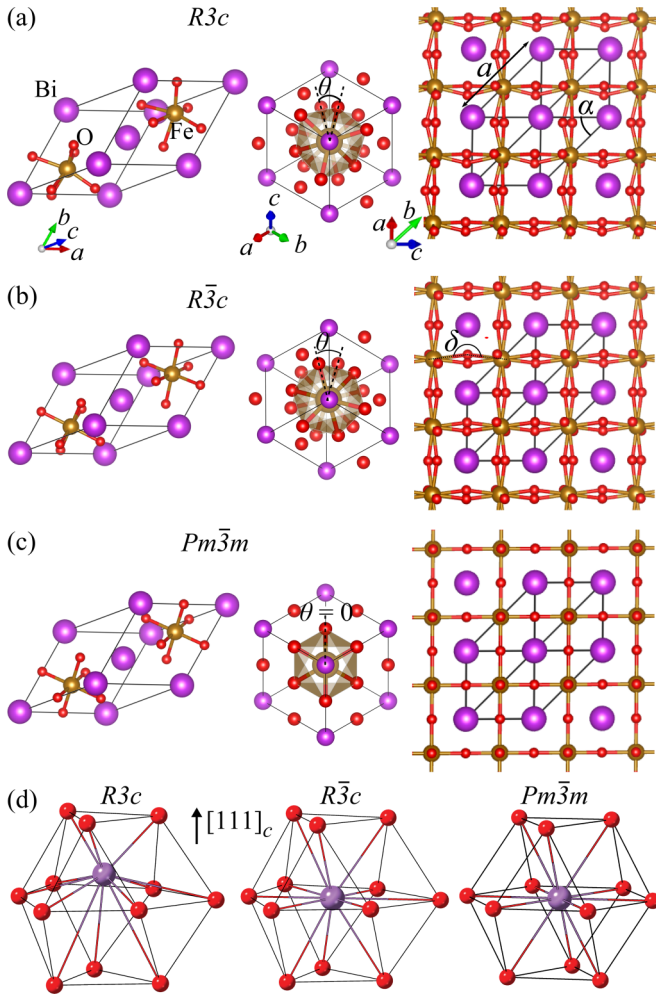 (a) R3c
Bi
O
Fe
θ
a
α
b
c
a
c
a
b
a
b
c
(b) R3̄c
θ
δ
(c) Pm3̄m
θ = 0
(d) R3c
[111]c
R3̄c
Pm3̄m